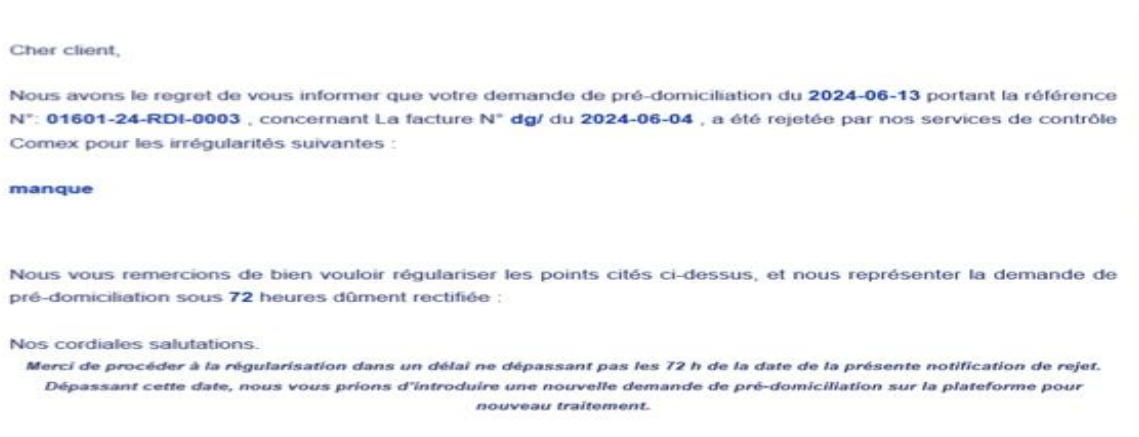 Cher client,
Nous avons le regret de vous informer que votre demande de pré-domiciliation du 2024-06-13 portant la référence
N°: 01601-24-RDI-0003 , concernant La facture N° dg/ du 2024-06-04 , a été rejetée par nos services de contrôle
Comex pour les irrégularités suivantes :
manque
Nous vous remercions de bien vouloir régulariser les points cités ci-dessus, et nous représenter la demande de
pré-domiciliation sous 72 heures dûment rectifiée :
Nos cordiales salutations.
Merci de procéder à la régularisation dans un délai ne dépassant pas les 72 h de la date de la présente notification de rejet.
Dépassant cette date, nous vous prions d'introduire une nouvelle demande de pré-domiciliation sur la plateforme pour
nouveau traitement.